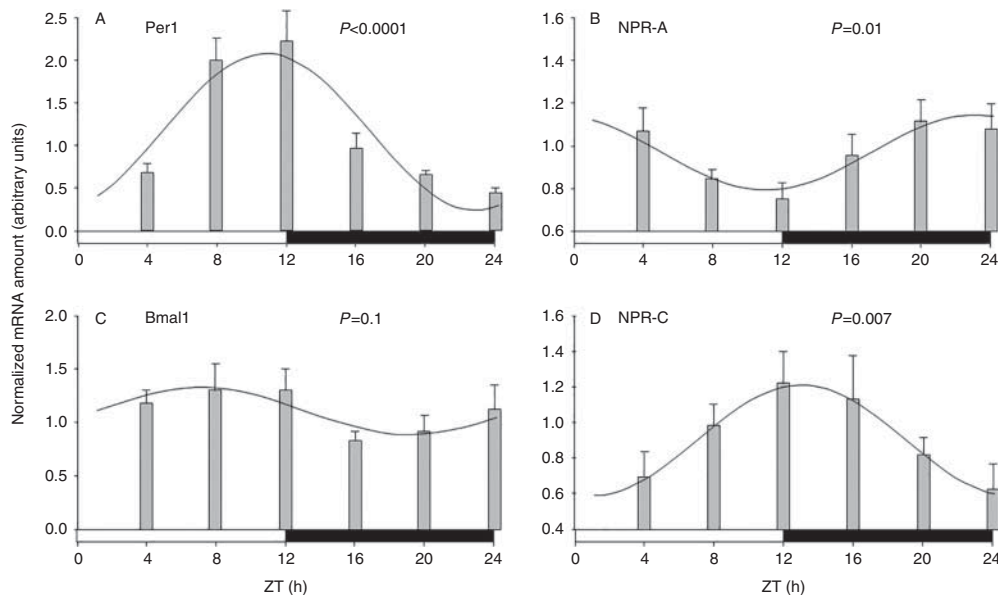 Normalized mRNA amount (arbitrary units)
A Per1 P<0.0001
2.5
2.0
1.5
1.0
0.5
0.0
0 4 8 12 16 20 24
B NPR-A P=0.01
1.6
1.4
1.2
1.0
0.8
0.6
0 4 8 12 16 20 24
C Bmal1 P=0.1
2.0
1.5
1.0
0.5
0.0
0 4 8 12 16 20 24
ZT (h)
D NPR-C P=0.007
1.6
1.4
1.2
1.0
0.8
0.6
0.4
0 4 8 12 16 20 24
ZT (h)